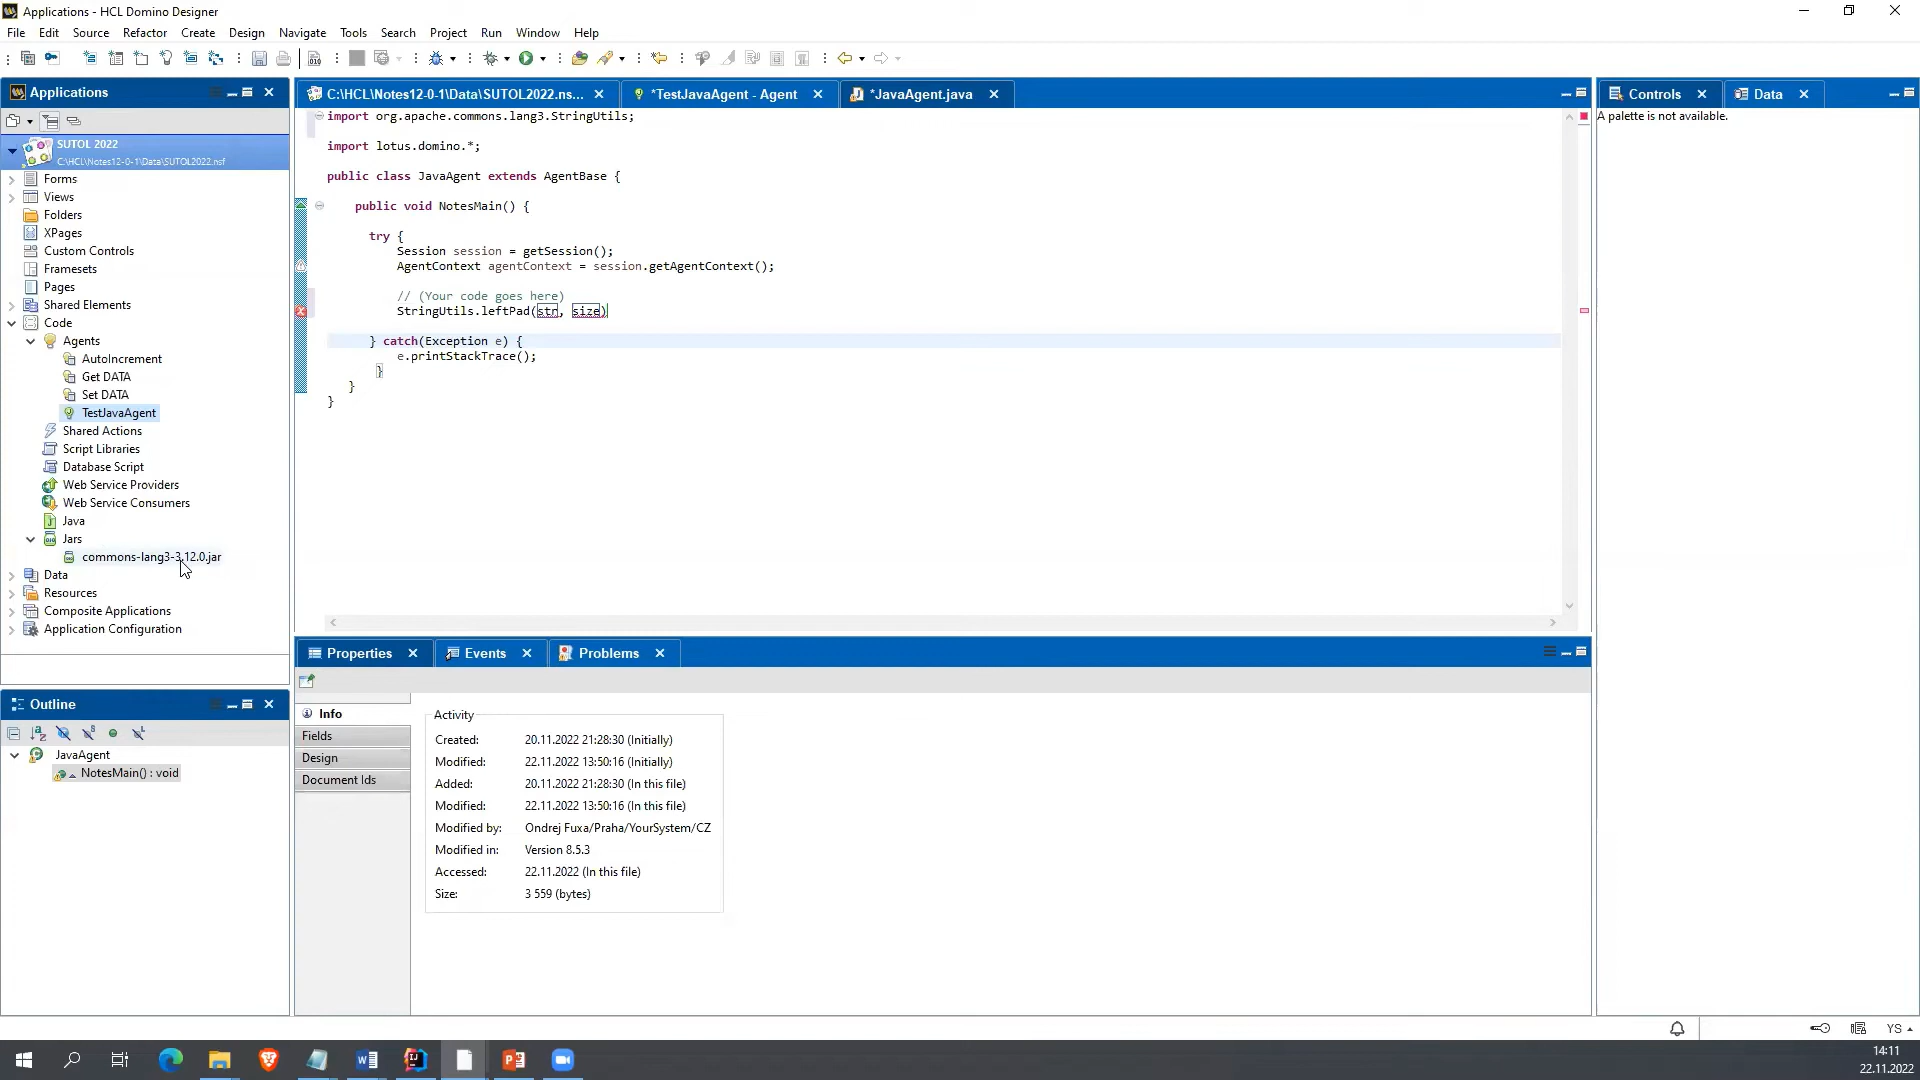 Applications - HCL Domino Designer
File Edit Source Refactor Create Design Navigate Tools Search Project Run Window Help
Applications
SUTOL 2022
C:\HCL\Notes12-0-1\Data\SUTOL2022.nsf
Forms
Views
Folders
XPages
Custom Controls
Framesets
Pages
Shared Elements
Code
Agents
AutoIncrement
Get DATA
Set DATA
TestJavaAgent
Shared Actions
Script Libraries
Database Script
Web Service Providers
Web Service Consumers
Java
Jars
commons-lang3-3.12.0.jar
Data
Resources
Composite Applications
Application Configuration
Outline
JavaAgent
NotesMain() : void
C:\HCL\Notes12-0-1\Data\SUTOL2022.ns...
*TestJavaAgent - Agent
*JavaAgent.java
import org.apache.commons.lang3.StringUtils;
import lotus.domino.*;
public class JavaAgent extends AgentBase {
public void NotesMain() {
try {
Session session = getSession();
AgentContext agentContext = session.getAgentContext();
// (Your code goes here)
StringUtils.leftPad(str, size)
} catch(Exception e) {
e.printStackTrace();
}
}
}
Properties
Events
Problems
Info
Fields
Design
Document Ids
Activity
Created: 20.11.2022 21:28:30 (Initially)
Modified: 22.11.2022 13:50:16 (Initially)
Added: 20.11.2022 21:28:30 (In this file)
Modified: 22.11.2022 13:50:16 (In this file)
Modified by: Ondrej Fuxa/Praha/YourSystem/CZ
Modified in: Version 8.5.3
Accessed: 22.11.2022 (In this file)
Size: 3 559 (bytes)
Controls
Data
A palette is not available.
YS
14:11
22.11.2022